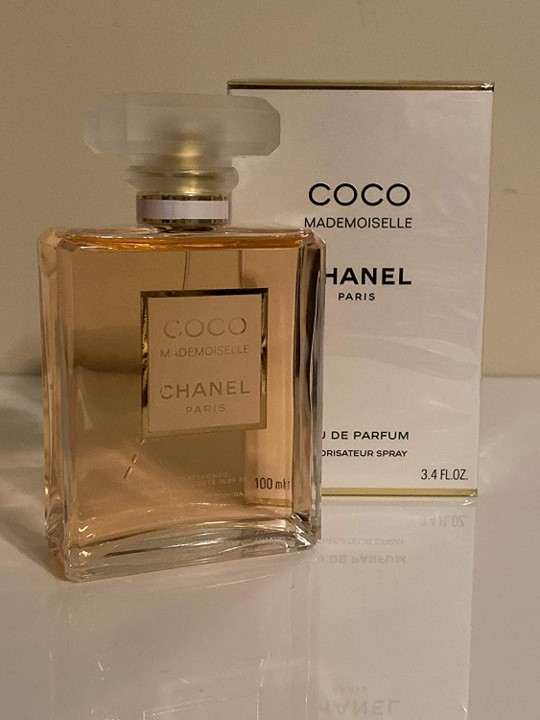 COCO
MADEMOISELLE
CHANEL
PARIS
100 ml
COCO
MADEMOISELLE
HANEL
PARIS
U DE PARFUM
ORISATEUR SPRAY
3.4 FL.OZ.